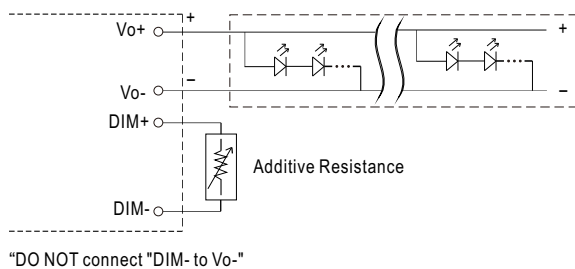 Vo+
+
+
Vo-
–
–
DIM+
Additive Resistance
DIM-
“DO NOT connect "DIM- to Vo-"